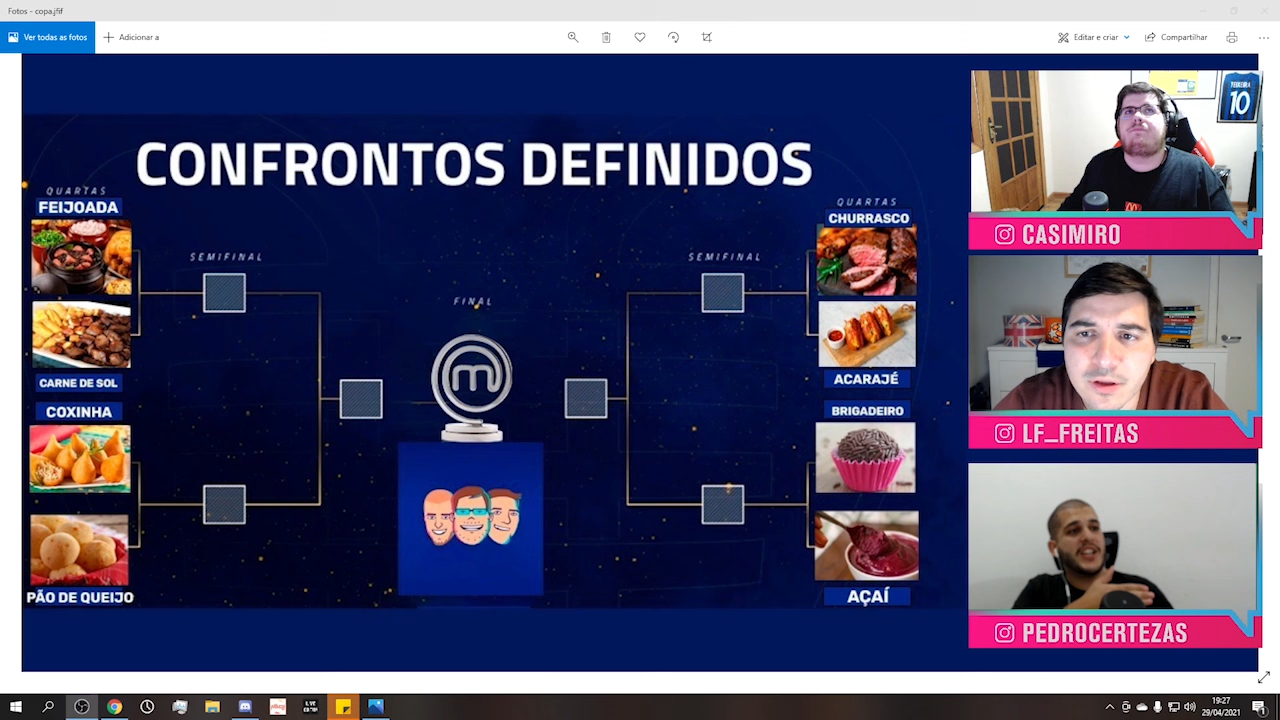 Fotos - copa.jfif
Ver todas as fotos
Adicionar a
Editar e criar
Compartilhar
CONFRONTOS DEFINIDOS
QUARTAS
FEIJOADA
CARNE DE SOL
COXINHA
PÃO DE QUEIJO
SEMIFINAL
FINAL
m
SEMIFINAL
QUARTAS
CHURRASCO
ACARAJÉ
BRIGADEIRO
AÇAÍ
TEIXEIRA
10
CASIMIRO
LF_FREITAS
PEDROCERTEZAS
19:27
29/04/2021